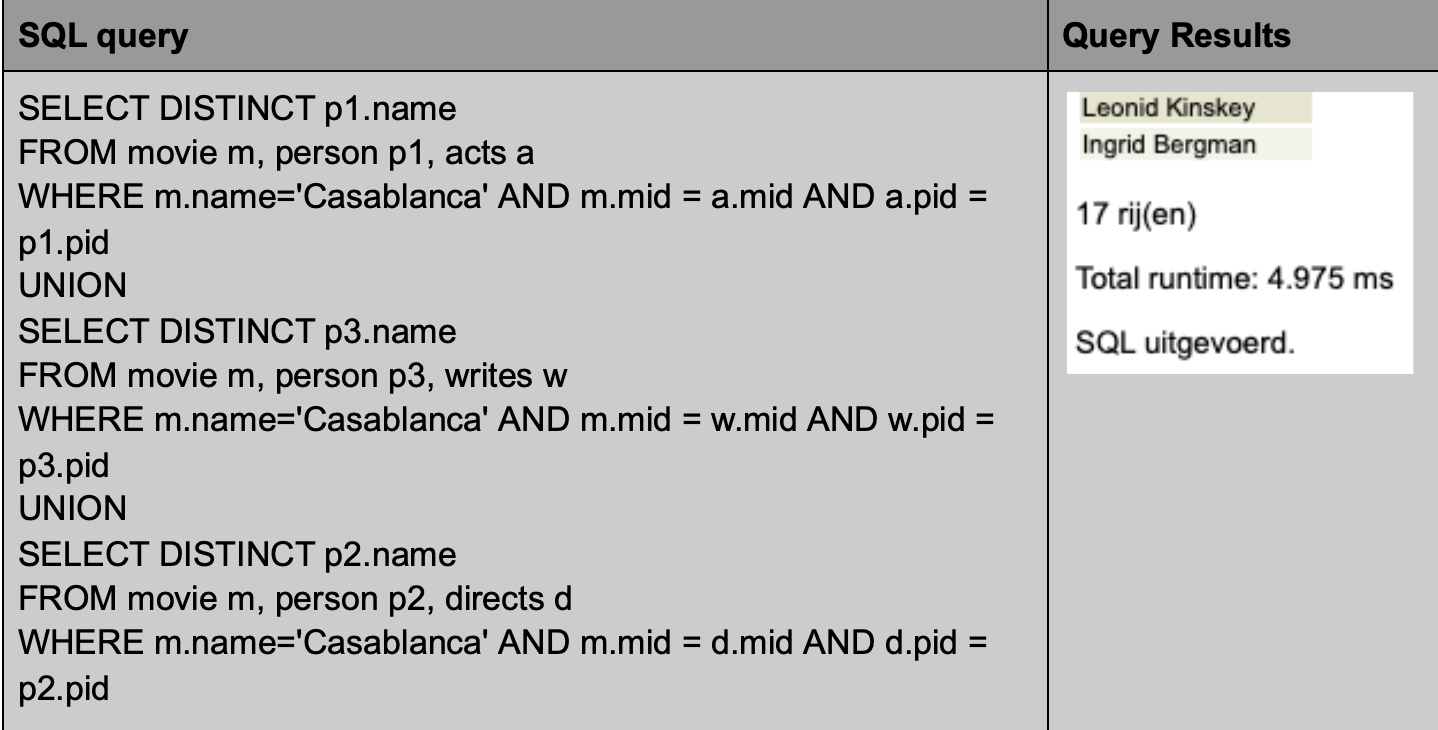 SQL query
Query Results
SELECT DISTINCT p1.name
FROM movie m, person p1, acts a
WHERE m.name='Casablanca' AND m.mid = a.mid AND a.pid =
p1.pid
UNION
SELECT DISTINCT p3.name
FROM movie m, person p3, writes w
WHERE m.name='Casablanca' AND m.mid = w.mid AND w.pid =
p3.pid
UNION
SELECT DISTINCT p2.name
FROM movie m, person p2, directs d
WHERE m.name='Casablanca' AND m.mid = d.mid AND d.pid =
p2.pid
Leonid Kinskey
Ingrid Bergman
17 rij(en)
Total runtime: 4.975 ms
SQL uitgevoerd.